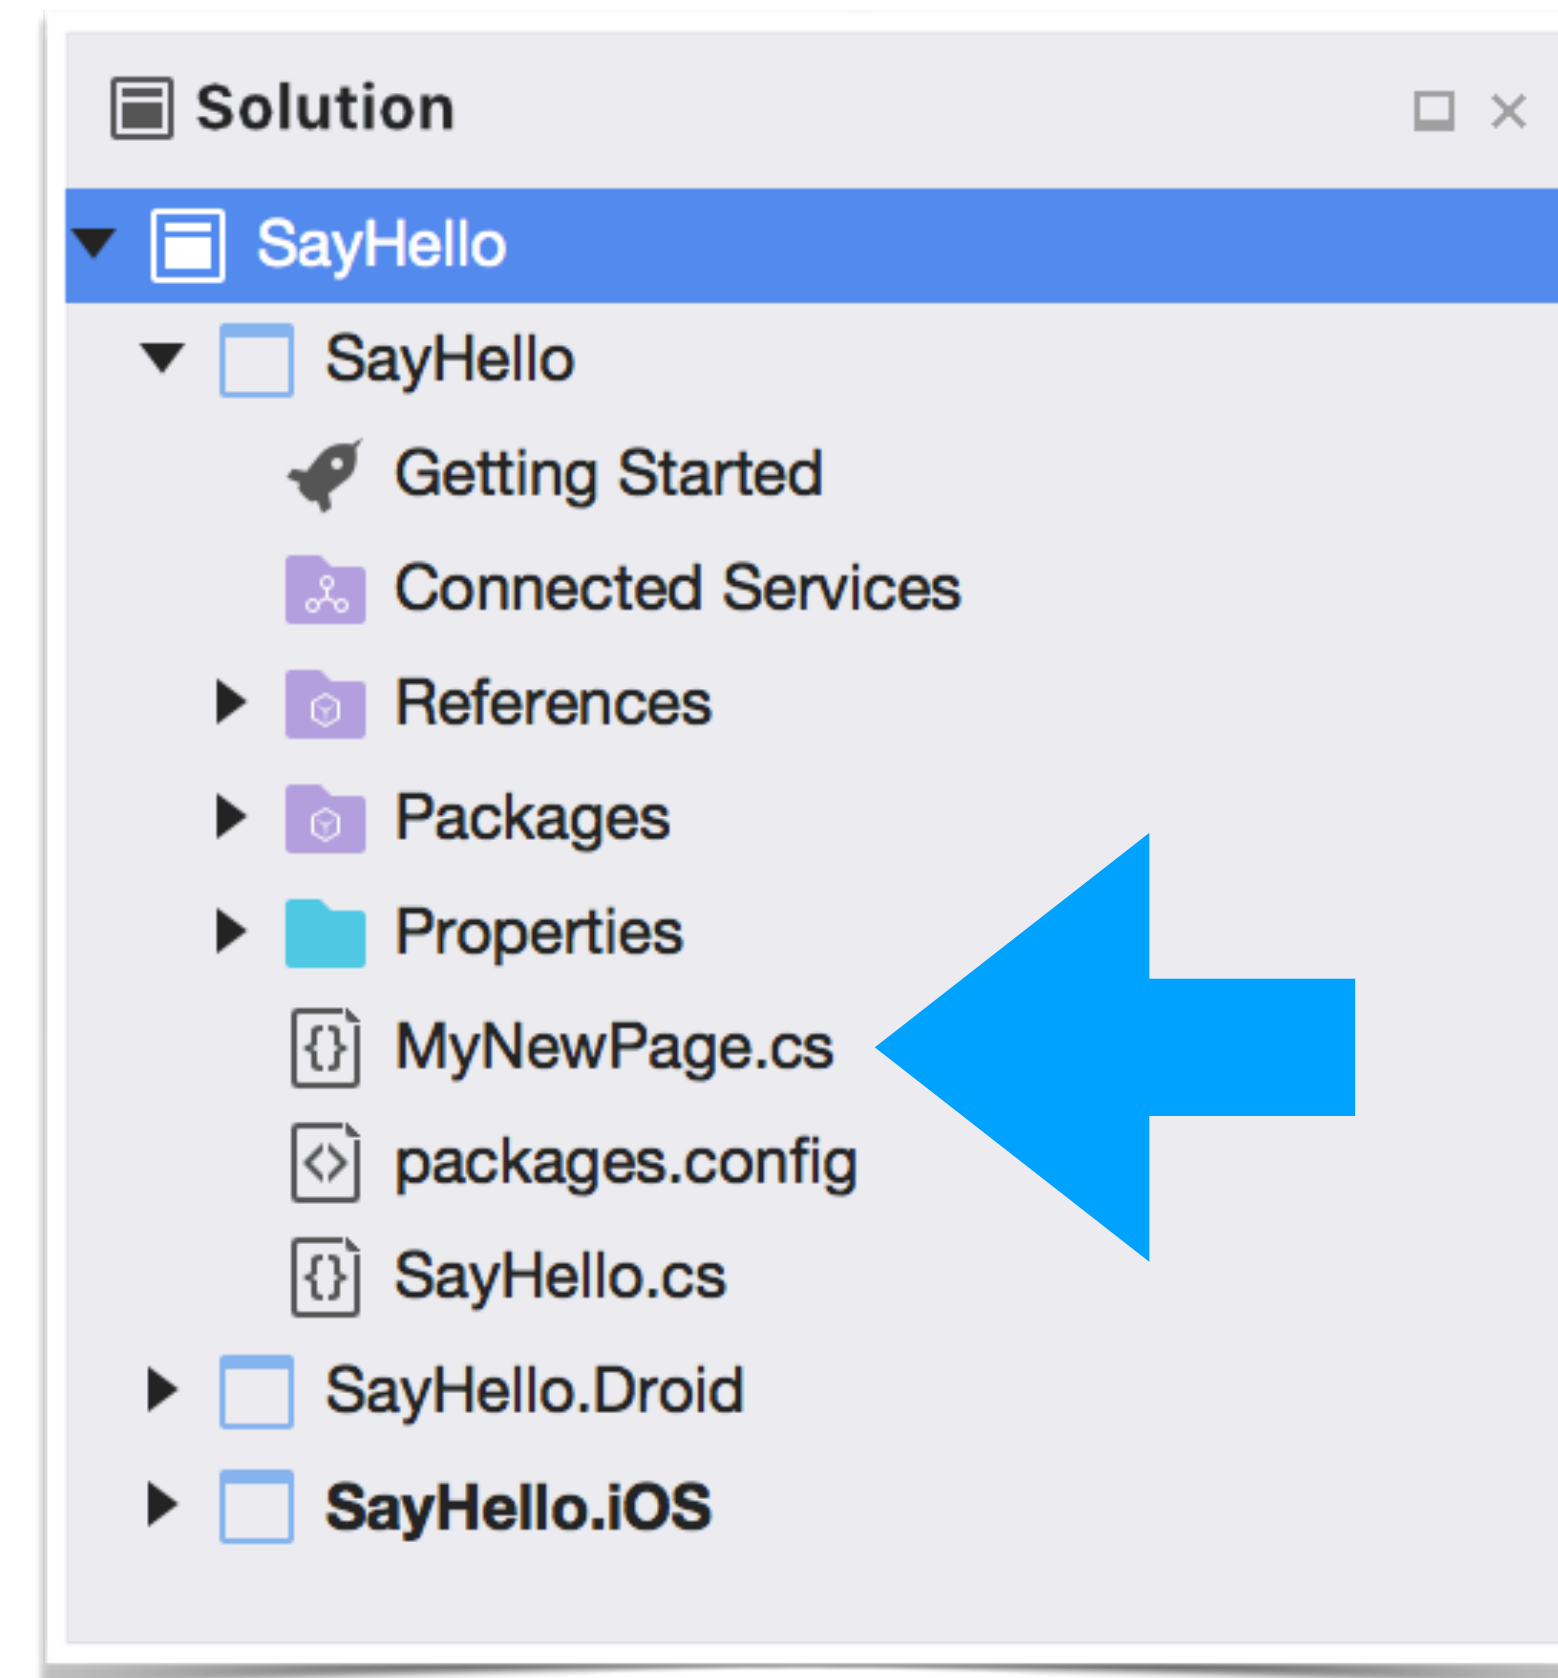 Solution
SayHello
SayHello
Getting Started
Connected Services
References
Packages
Properties
MyNewPage.cs
packages.config
SayHello.cs
SayHello.Droid
SayHello.iOS